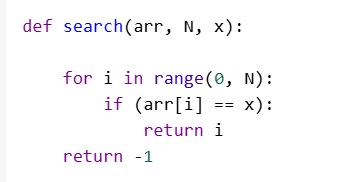 def search(arr, N, x):
    for i in range(0, N):
        if (arr[i] == x):
            return i
    return -1